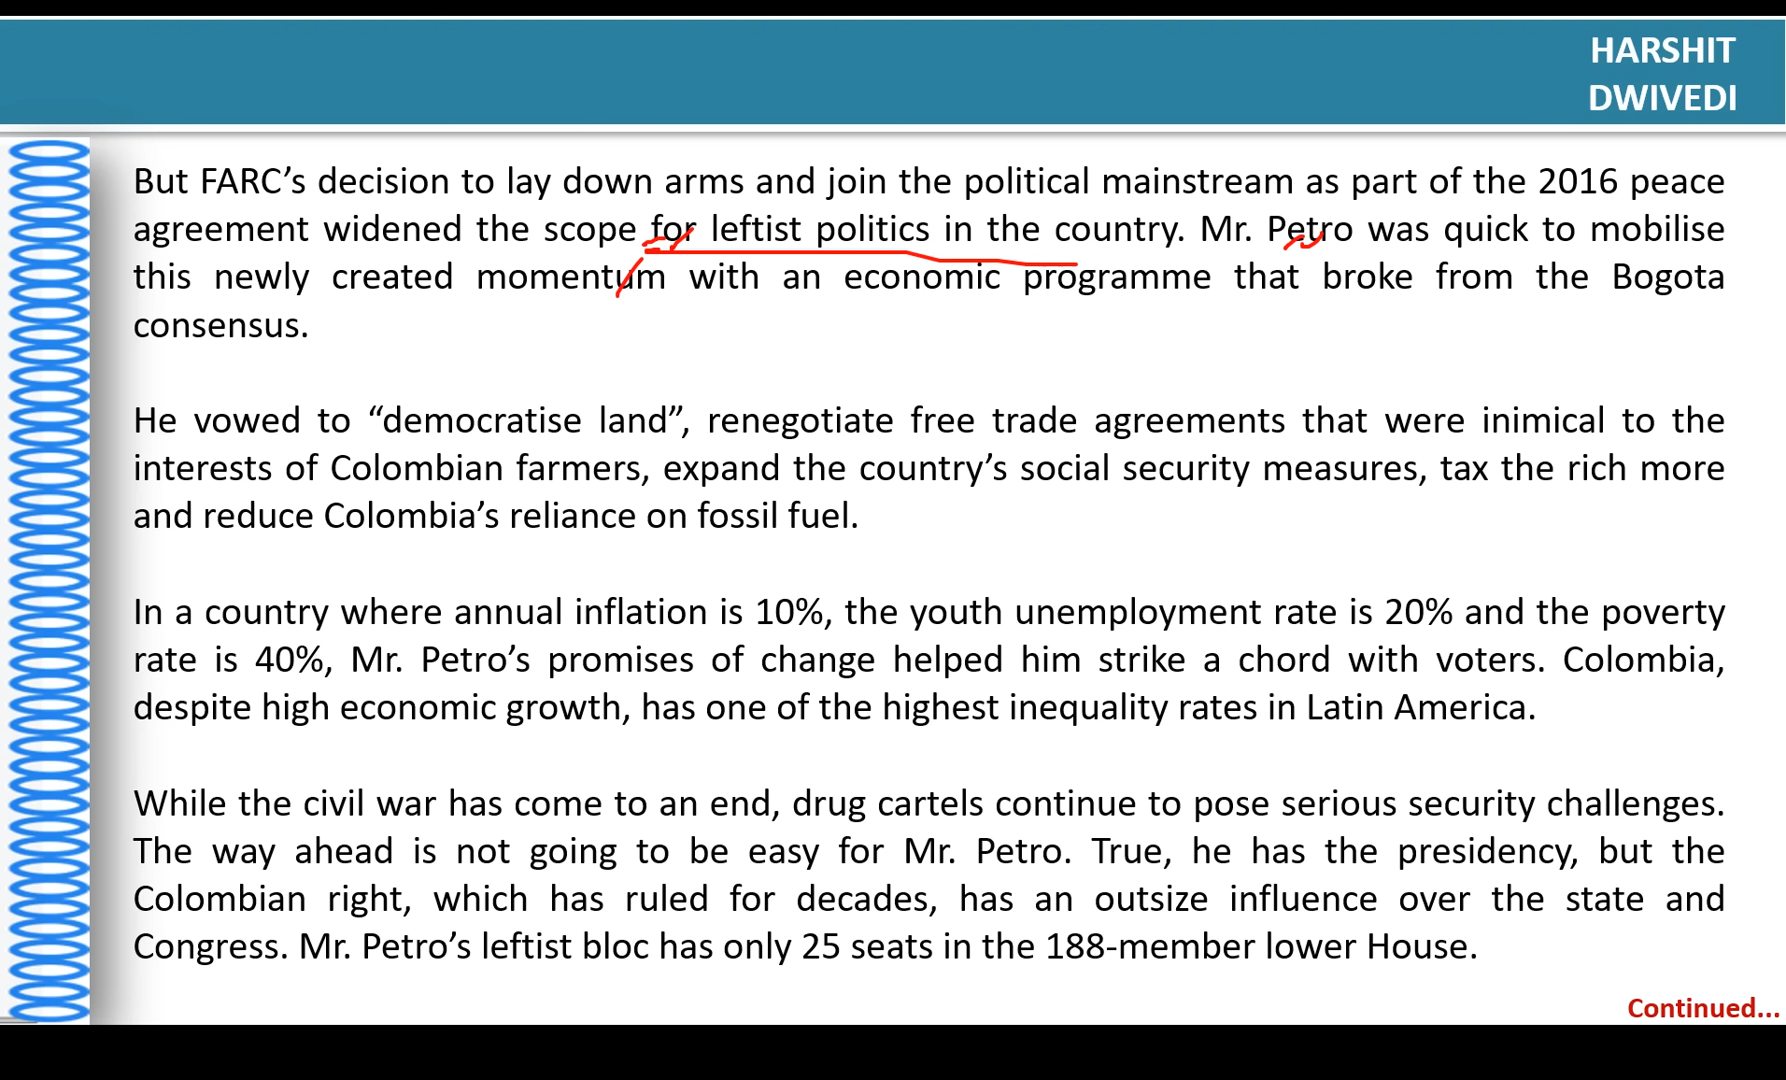 HARSHIT
DWIVEDI
But FARC’s decision to lay down arms and join the political mainstream as part of the 2016 peace
agreement widened the scope for leftist politics in the country. Mr. Petro was quick to mobilise
this newly created momentum with an economic programme that broke from the Bogota
consensus.
He vowed to “democratise land”, renegotiate free trade agreements that were inimical to the
interests of Colombian farmers, expand the country’s social security measures, tax the rich more
and reduce Colombia’s reliance on fossil fuel.
In a country where annual inflation is 10%, the youth unemployment rate is 20% and the poverty
rate is 40%, Mr. Petro’s promises of change helped him strike a chord with voters. Colombia,
despite high economic growth, has one of the highest inequality rates in Latin America.
While the civil war has come to an end, drug cartels continue to pose serious security challenges.
The way ahead is not going to be easy for Mr. Petro. True, he has the presidency, but the
Colombian right, which has ruled for decades, has an outsize influence over the state and
Congress. Mr. Petro’s leftist bloc has only 25 seats in the 188-member lower House.
Continued...